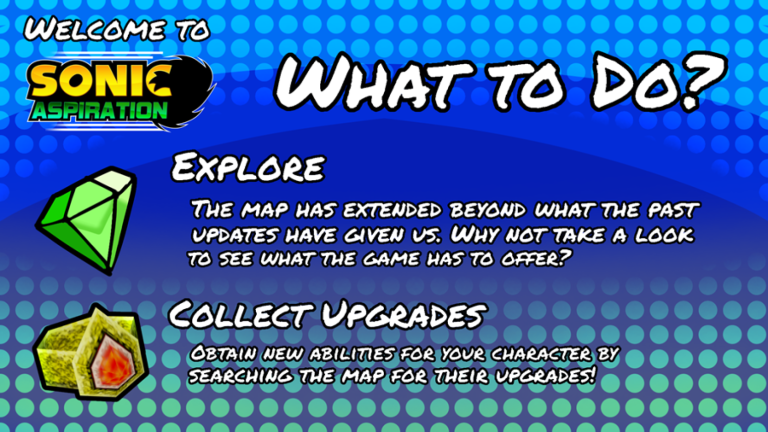 Welcome to
SONIC
ASPIRATION
What to Do?
Explore
The map has extended beyond what the past
updates have given us. Why not take a look
to see what the game has to offer?
Collect Upgrades
Obtain new abilities for your character by
searching the map for their upgrades!